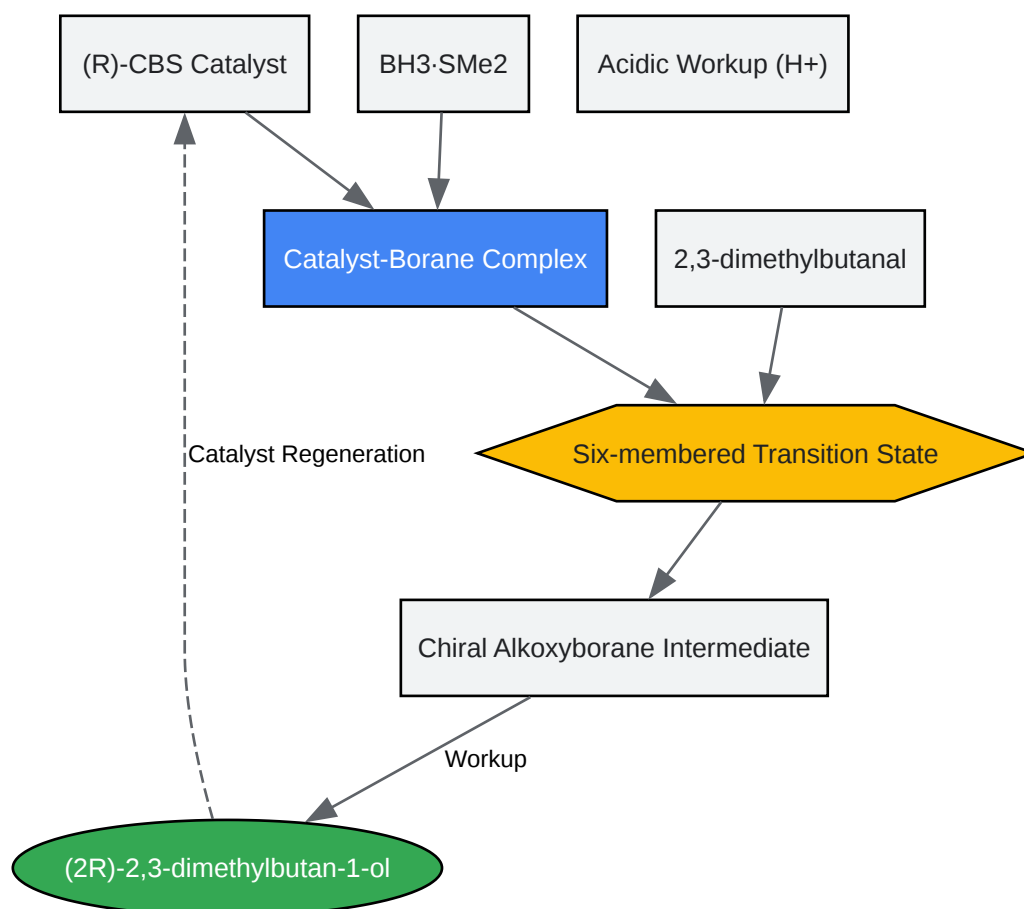 (R)-CBS Catalyst
BH3·SMe2
Acidic Workup (H+)
Catalyst-Borane Complex
2,3-dimethylbutanal
Catalyst Regeneration
Six-membered Transition State
Chiral Alkoxyborane Intermediate
Workup
(2R)-2,3-dimethylbutan-1-ol